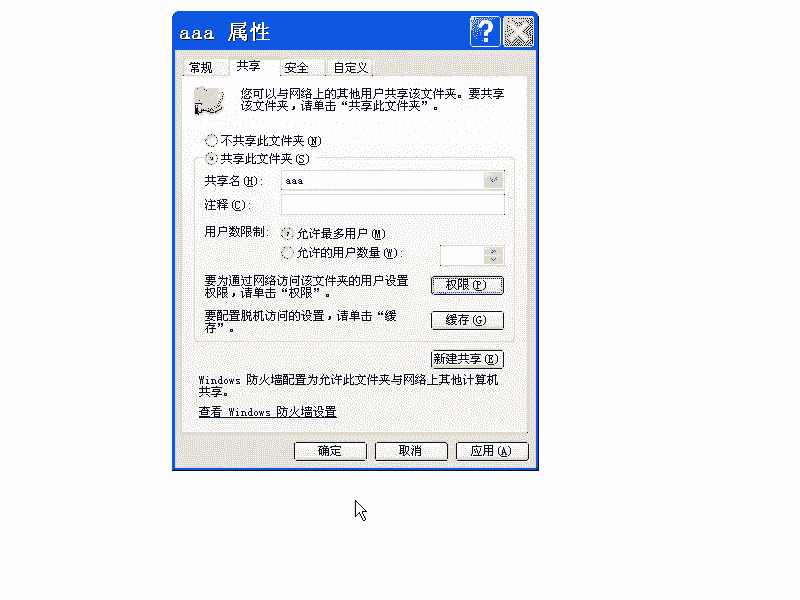 aaa 属性
常规 共享 安全 自定义
您可以与网络上的其他用户共享该文件夹。要共享
该文件夹，请单击“共享此文件夹”。
不共享此文件夹(N)
共享此文件夹(S)
共享名(H): aaa
注释(C):
用户数限制: 允许最多用户(M)
允许的用户数量(W):
要为通过网络访问该文件夹的用户设置
权限，请单击“权限”。
权限(P)
要配置脱机访问的设置，请单击“缓
存”。
缓存(G)
新建共享(E)
Windows 防火墙配置为允许此文件夹与网络上其他计算机
共享。
查看 Windows 防火墙设置
确定 取消 应用(A)